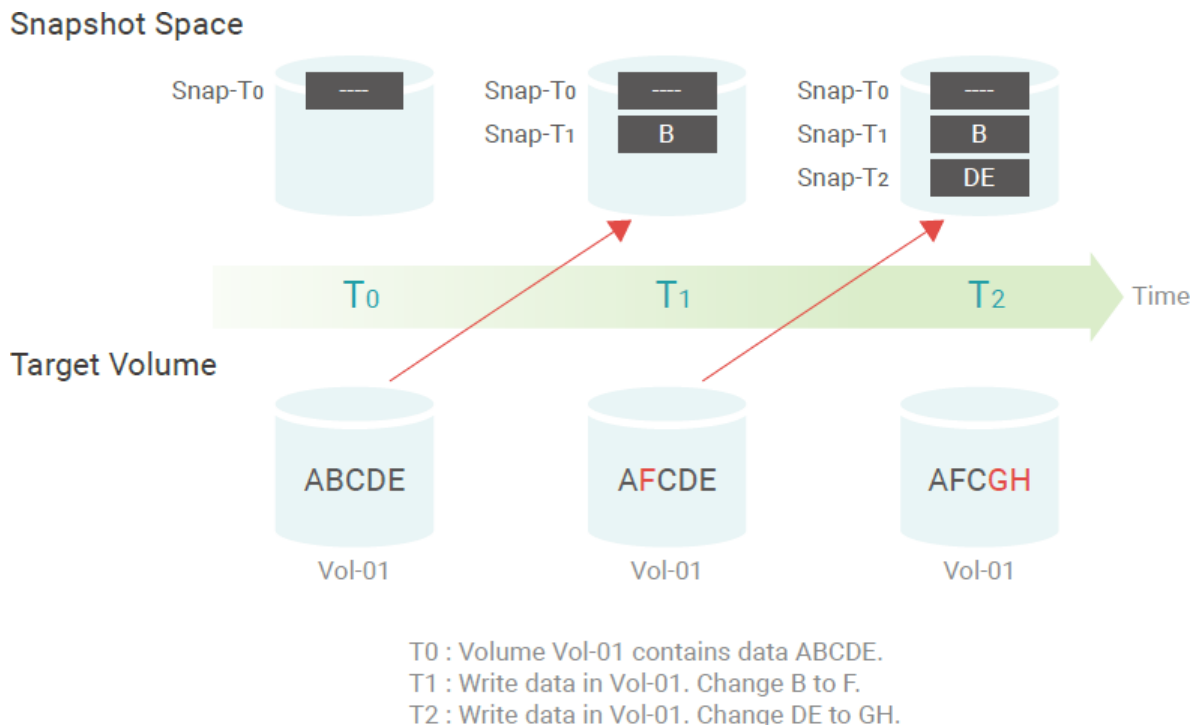 Snapshot Space
Snap-T0 ---- Snap-T0 ---- Snap-T0 ----
Snap-T1 B Snap-T1 B
Snap-T2 DE
T0 T1 T2 Time
Target Volume
ABCDE AFCDE AFCGH
Vol-01 Vol-01 Vol-01
T0 : Volume Vol-01 contains data ABCDE.
T1 : Write data in Vol-01. Change B to F.
T2 : Write data in Vol-01. Change DE to GH.